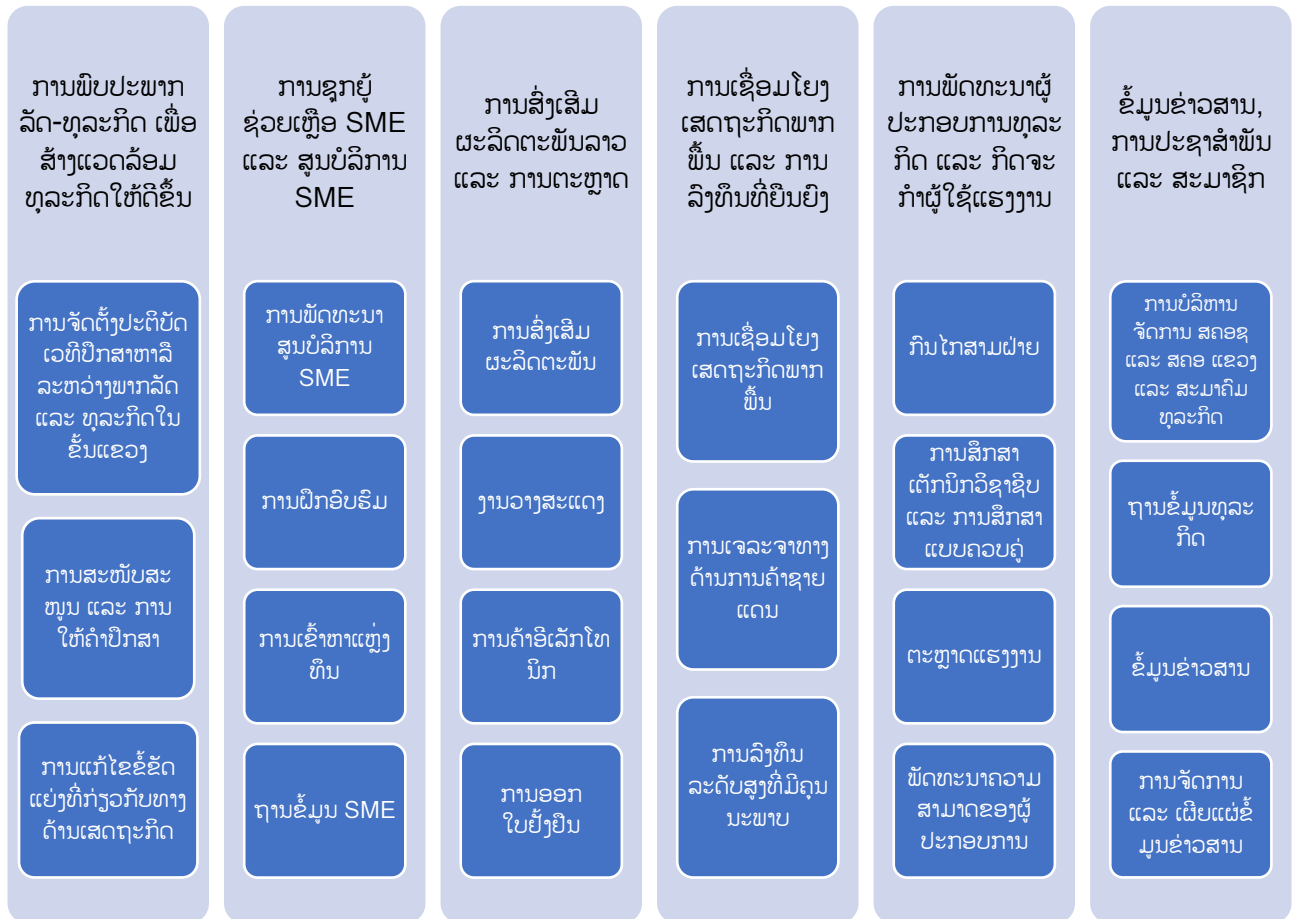 ການພົບປະພາກ
ລັດ-ທຸລະກິດ ເພື່ອ
ສ້າງແວດລ້ອມ
ທຸລະກິດໃຫ້ດີຂຶ້ນ
ການຈັດຕັ້ງປະຕິບັດ
ເວທີປຶກສາຫາລື
ລະຫວ່າງພາກລັດ
ແລະ ທຸລະກິດໃນ
ຂັ້ນແຂວງ
ການສະໜັບສະ
ໜູນ ແລະ ການ
ໃຫ້ຄໍາປຶກສາ
ການແກ້ໄຂຂໍ້ຂັດ
ແຍ່ງທີ່ກ່ຽວກັບທາງ
ດ້ານເສດຖະກິດ
ການຊຸກຍູ້
ຊ່ວຍເຫຼືອ SME
ແລະ ສູນບໍລິການ
SME
ການພັດທະນາ
ສູນບໍລິການ
SME
ການຝຶກອົບຮົມ
ການເຂົ້າຫາແຫຼ່ງ
ທຶນ
ຖານຂໍ້ມູນ SME
ການສົ່ງເສີມ
ຜະລິດຕະພັນລາວ
ແລະ ການຕະຫຼາດ
ການສົ່ງເສີມ
ຜະລິດຕະພັນ
ງານວາງສະແດງ
ການຄ້າອີເລັກໂທ
ນິກ
ການອອກ
ໃບຢັ້ງຢືນ
ການເຊື່ອມໂຍງ
ເສດຖະກິດພາກ
ພື້ນ ແລະ ການ
ລົງທຶນທີ່ຍືນຍົງ
ການເຊື່ອມໂຍງ
ເສດຖະກິດພາກ
ພື້ນ
ການເຈລະຈາທາງ
ດ້ານການຄ້າຊາຍ
ແດນ
ການລົງທຶນ
ລະດັບສູງທີ່ມີຄຸນ
ນະພາບ
ການພັດທະນາຜູ້
ປະກອບການທຸລະ
ກິດ ແລະ ກິດຈະ
ກໍາຜູ້ໃຊ້ແຮງງານ
ກົນໄກສາມຝ່າຍ
ການສຶກສາ
ເຕັກນິກວິຊາຊີບ
ແລະ ການສຶກສາ
ແບບຄວບຄູ່
ຕະຫຼາດແຮງງານ
ພັດທະນາຄວາມ
ສາມາດຂອງຜູ້
ປະກອບການ
ຂໍ້ມູນຂ່າວສານ,
ການປະຊາສໍາພັນ
ແລະ ສະມາຊິກ
ການບໍລິຫານ
ຈັດການ ສຄອຊ
ແລະ ສຄອ ແຂວງ
ແລະ ສະມາຄົມ
ທຸລະກິດ
ຖານຂໍ້ມູນທຸລະ
ກິດ
ຂໍ້ມູນຂ່າວສານ
ການຈັດການ
ແລະ ເຜີຍແຜ່ຂໍ້
ມູນຂ່າວສານ